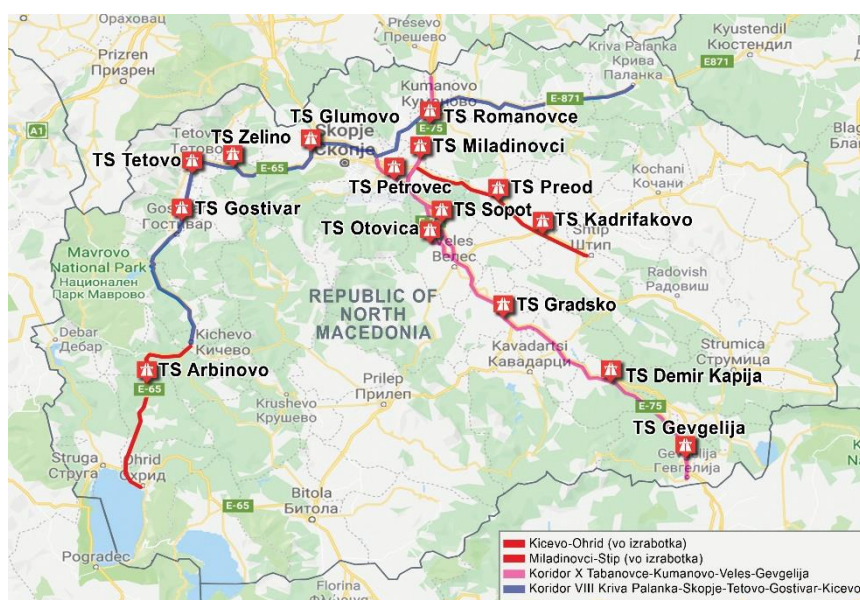 Ораховац
Prizren
Призрен
Presevo
Прешево
Kyustendil
Кюстендил
E871
Kriva Palanka
Крива
Паланка
E-871
Kumanovo
A1
TS Glumovo
Skopje
Скопје
TS Romanovce
E-75
TS Miladinovci
TS Zelino
TS Tetovo
E-65
TS Petrovec
TS Preod
Kochani
Кочани
TS Gostivar
Гостивар
TS Sopot
TS Kadrifakovo
TS Otovica
Veles
Велес
Shtip
Штип
Mavrovo
National Park
Национален
Парк Маврово
Radovish
Радовиш
REPUBLIC OF
NORTH
MACEDONIA
TS Gradsko
Debar
Дебар
Kichevo
Кичево
Kavadartsi
Кавадарци
Strumica
Струмица
TS Arbinovo
E-65
TS Demir Kapija
Prilep
Прилеп
Krushevo
Крушево
E-75
TS Gevgelija
Гевгелија
Struga
Струга
Ohrid
Охрид
Bitola
Битола
E-65
Pogradec
Florina
Kicevo-Ohrid (vo izrabotka)
Miladinovci-Stip (vo izrabotka)
Koridor X Tabanovce-Kumanovo-Veles-Gevgelija
Koridor VIII Kriva Palanka-Skopje-Tetovo-Gostivar-Kicevo